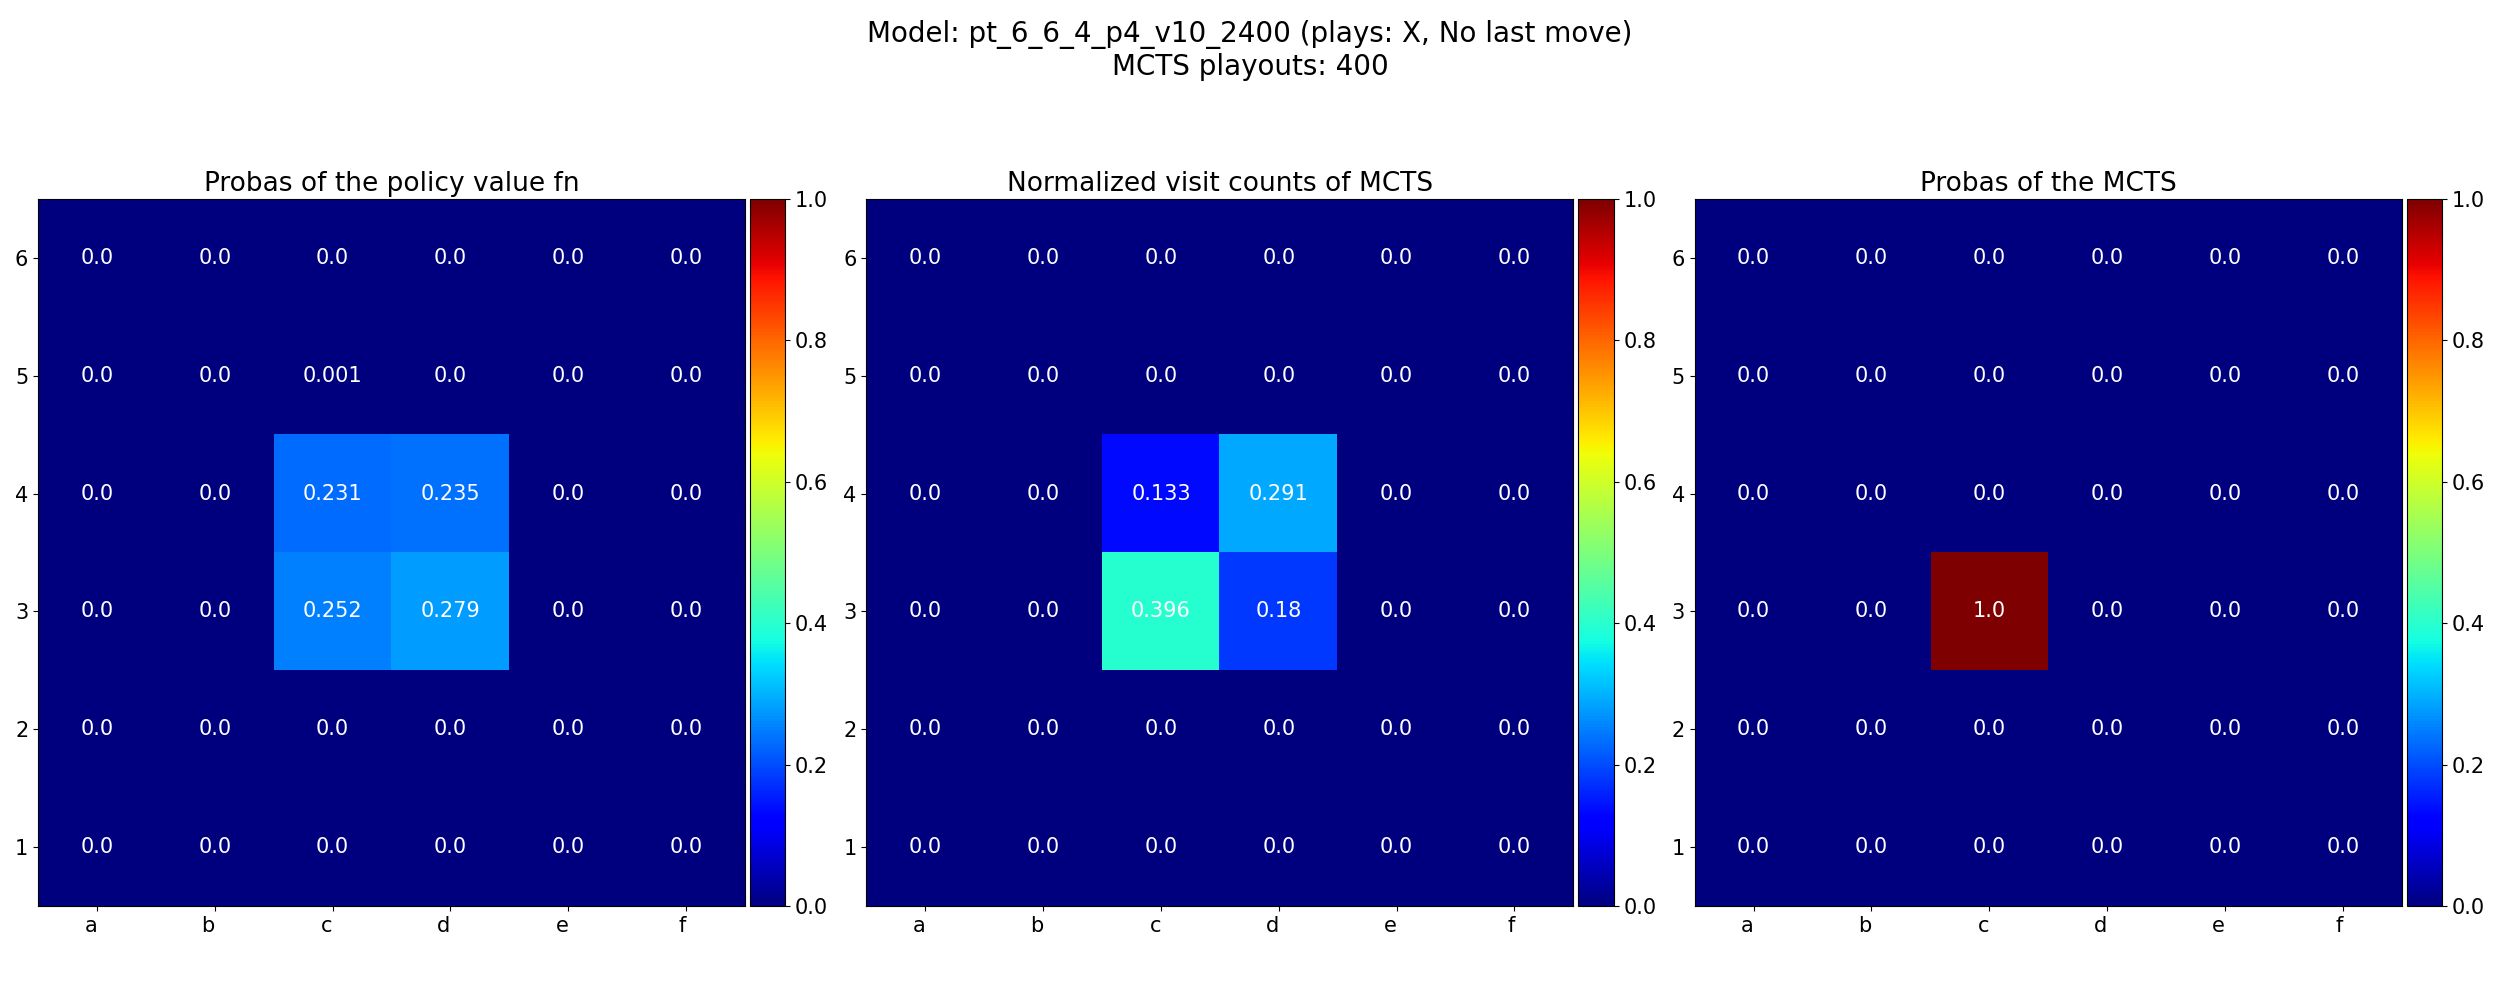 Model: pt_6_6_4_p4_v10_2400 (plays: X, No last move)
MCTS playouts: 400
Probas of the policy value fn
1.0
0.8
0.6
0.4
0.2
0.0
6 0.0 0.0 0.0 0.0 0.0 0.0
5 0.0 0.0 0.001 0.0 0.0 0.0
4 0.0 0.0 0.231 0.235 0.0 0.0
3 0.0 0.0 0.252 0.279 0.0 0.0
2 0.0 0.0 0.0 0.0 0.0 0.0
1 0.0 0.0 0.0 0.0 0.0 0.0
a b c d e f
Normalized visit counts of MCTS
1.0
0.8
0.6
0.4
0.2
0.0
6 0.0 0.0 0.0 0.0 0.0 0.0
5 0.0 0.0 0.0 0.0 0.0 0.0
4 0.0 0.0 0.133 0.291 0.0 0.0
3 0.0 0.0 0.396 0.18 0.0 0.0
2 0.0 0.0 0.0 0.0 0.0 0.0
1 0.0 0.0 0.0 0.0 0.0 0.0
a b c d e f
Probas of the MCTS
1.0
0.8
0.6
0.4
0.2
0.0
6 0.0 0.0 0.0 0.0 0.0 0.0
5 0.0 0.0 0.0 0.0 0.0 0.0
4 0.0 0.0 0.0 0.0 0.0 0.0
3 0.0 0.0 1.0 0.0 0.0 0.0
2 0.0 0.0 0.0 0.0 0.0 0.0
1 0.0 0.0 0.0 0.0 0.0 0.0
a b c d e f